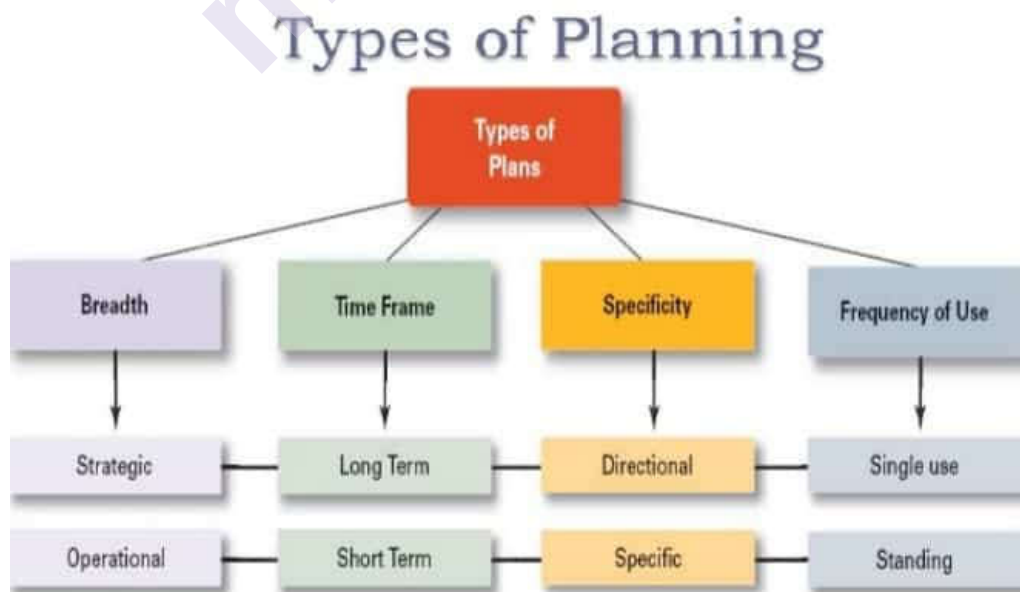 Types of Planning
Types of
Plans
Breadth
Time Frame
Specificity
Frequency of Use
Strategic
Long Term
Directional
Single use
Operational
Short Term
Specific
Standing